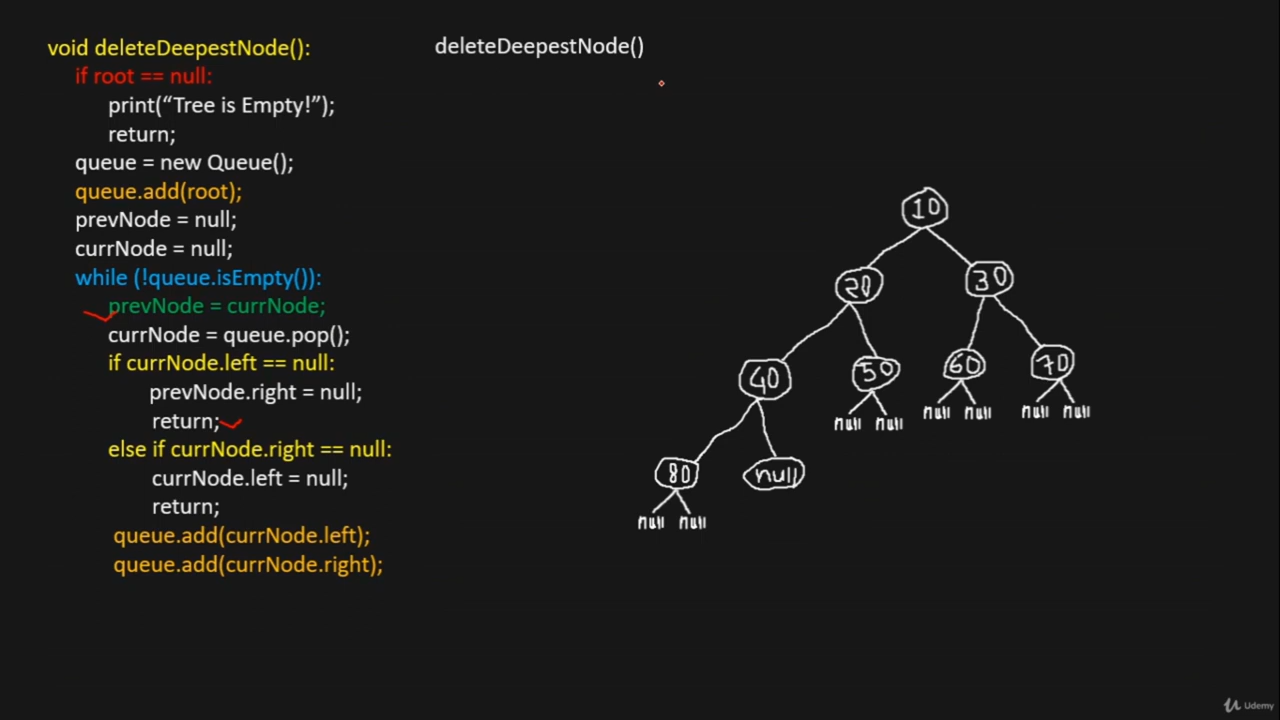 void deleteDeepestNode():
if root == null:
print(“Tree is Empty!”);
return;
queue = new Queue();
queue.add(root);
prevNode = null;
currNode = null;
while (!queue.isEmpty()):
prevNode = currNode;
currNode = queue.pop();
if currNode.left == null:
prevNode.right = null;
return;
else if currNode.right == null:
currNode.left = null;
return;
queue.add(currNode.left);
queue.add(currNode.right);
deleteDeepestNode()
10
20 30
40 50 60 70
null null null null null null
80 null
null null
Udemy